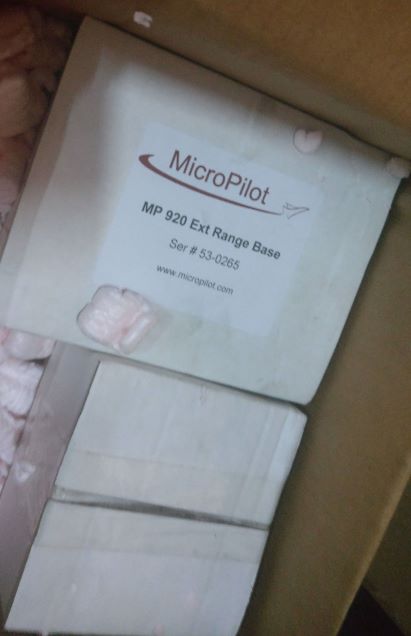 MicroPilot
MP 920 Ext Range Base
Ser # 53-0265
www.micropilot.com